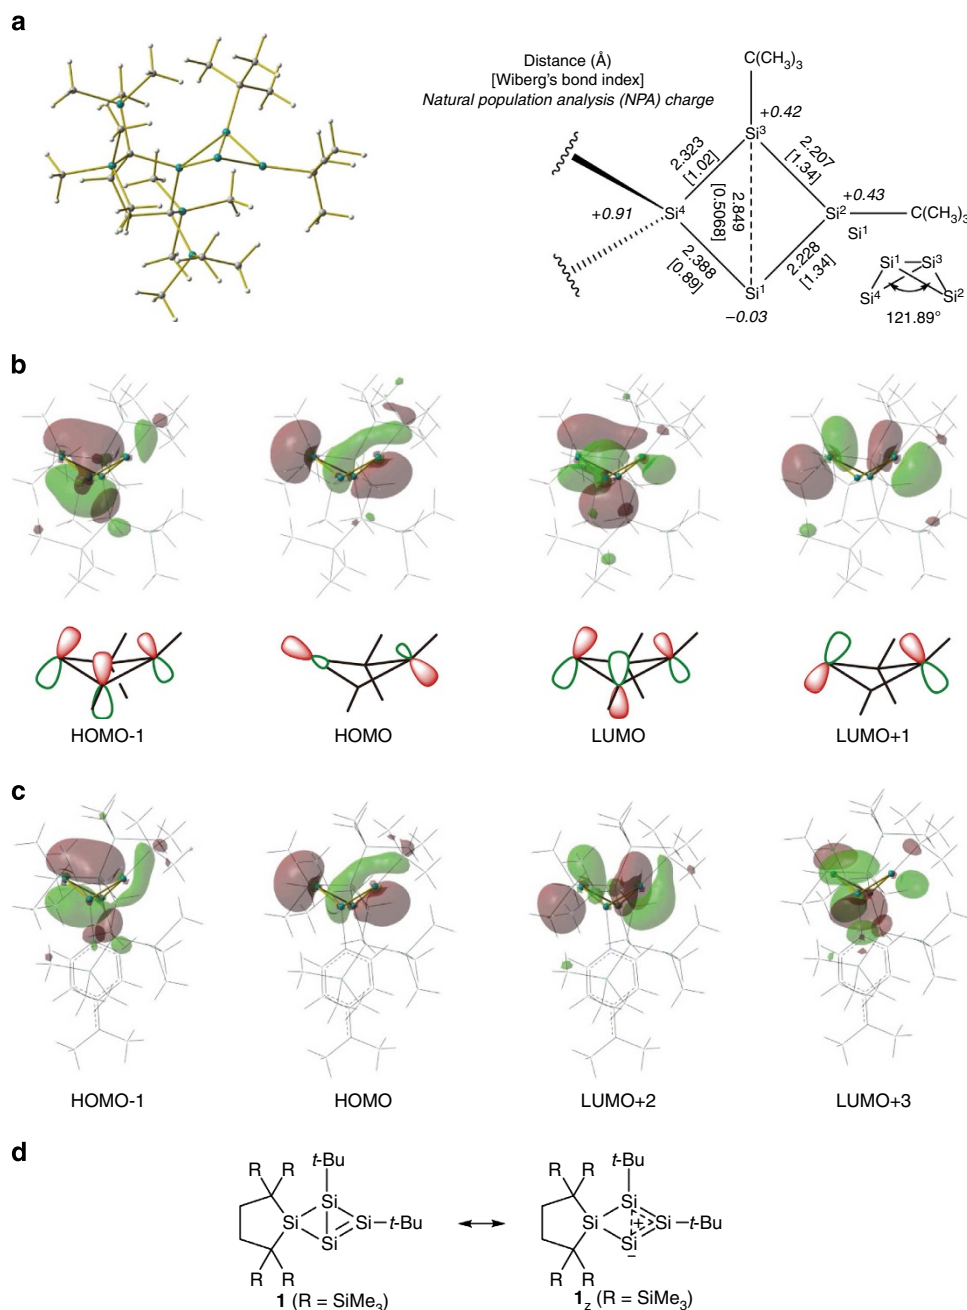 a
Distance (Å)
[Wiberg's bond index]
Natural population analysis (NPA) charge
C(CH₃)₃
+0.42
Si³
2.323
[1.02]
2.207
[1.34]
2.849
[0.5068]
+0.91
Si⁴
+0.43
Si²
C(CH₃)₃
Si¹
2.388
[0.89]
2.228
[1.34]
Si¹
−0.03
Si¹
Si³
Si⁴
Si²
121.89°
b
HOMO-1
HOMO
LUMO
LUMO+1
c
HOMO-1
HOMO
LUMO+2
LUMO+3
d
t-Bu
R R
Si
Si
Si
t-Bu
Si
R R
1 (R = SiMe₃)
t-Bu
R R
Si
Si
+
Si
t-Bu
Si
−
R R
1z (R = SiMe₃)